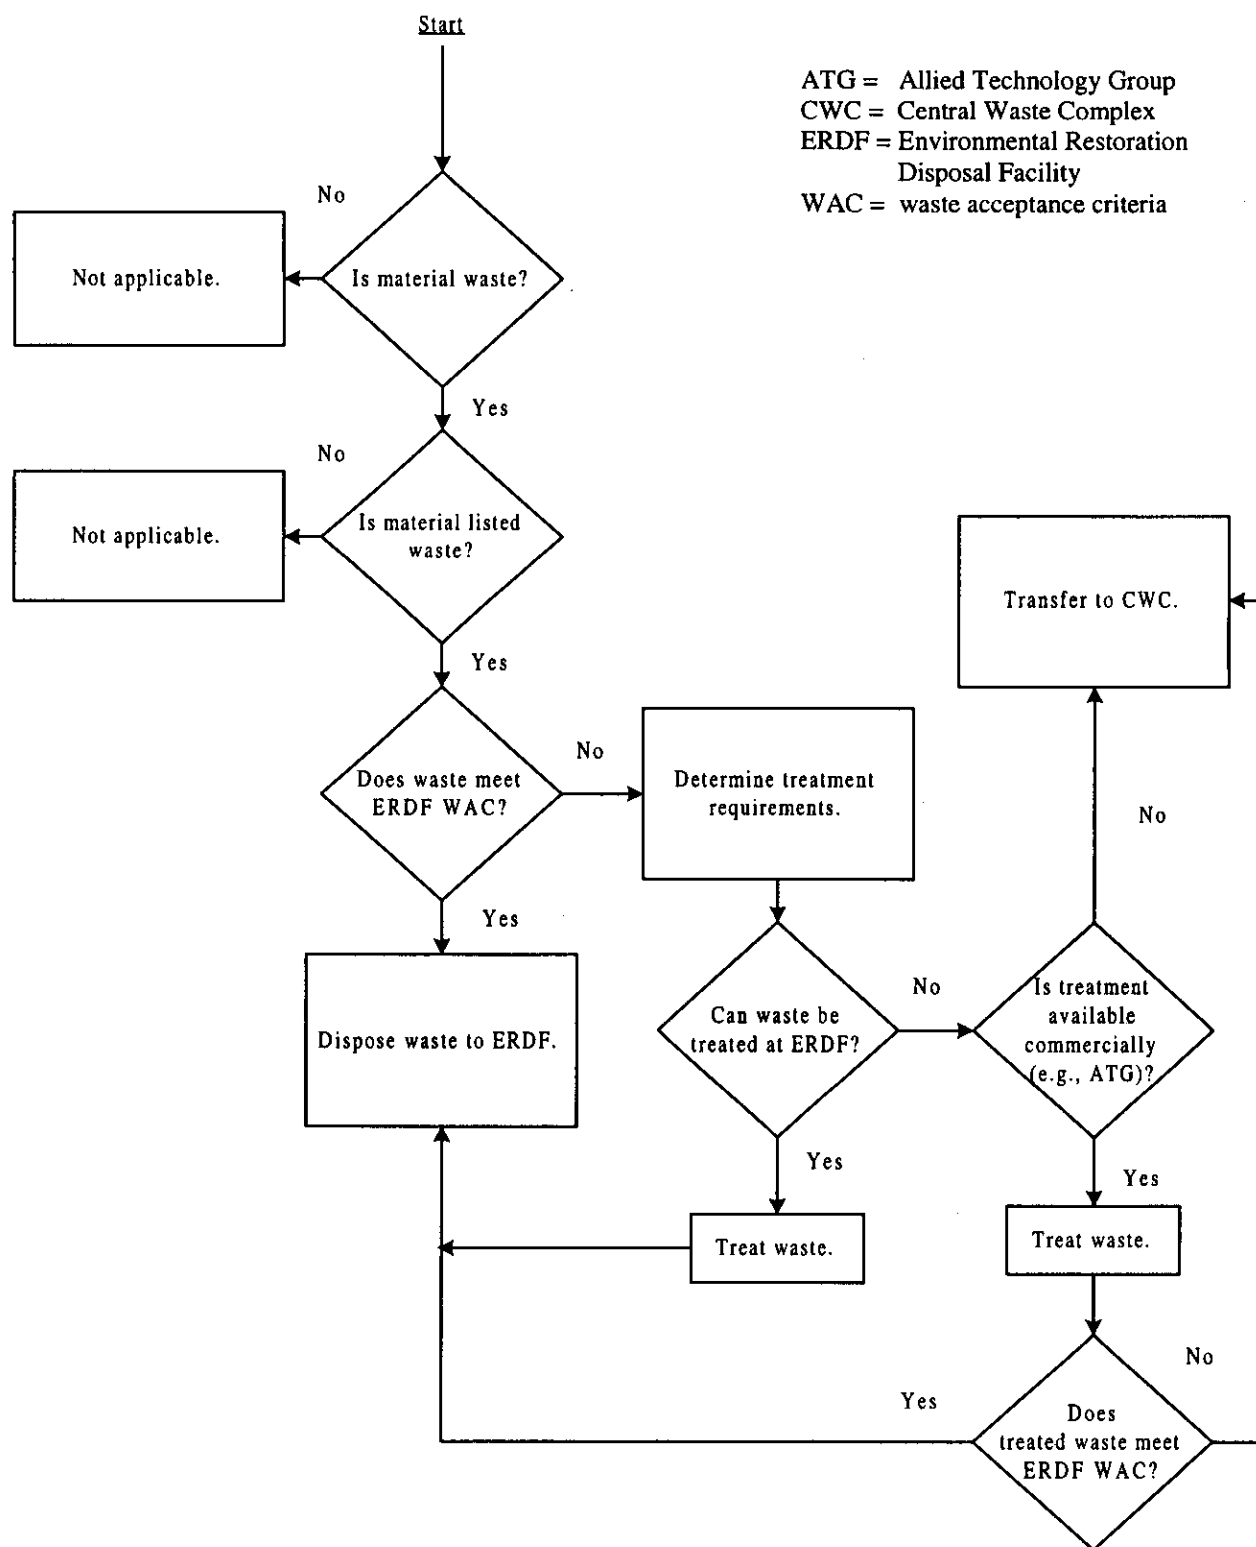 Start
ATG = Allied Technology Group
CWC = Central Waste Complex
ERDF = Environmental Restoration
Disposal Facility
WAC = waste acceptance criteria
No
Not applicable.
Is material waste?
Yes
No
Not applicable.
Is material listed
waste?
Yes
Transfer to CWC.
No
Does waste meet
ERDF WAC?
Determine treatment
requirements.
No
Yes
Dispose waste to ERDF.
Can waste be
treated at ERDF?
No
Is treatment
available
commercially
(e.g., ATG)?
Yes
Yes
Treat waste.
Treat waste.
No
Yes
Does
treated waste meet
ERDF WAC?